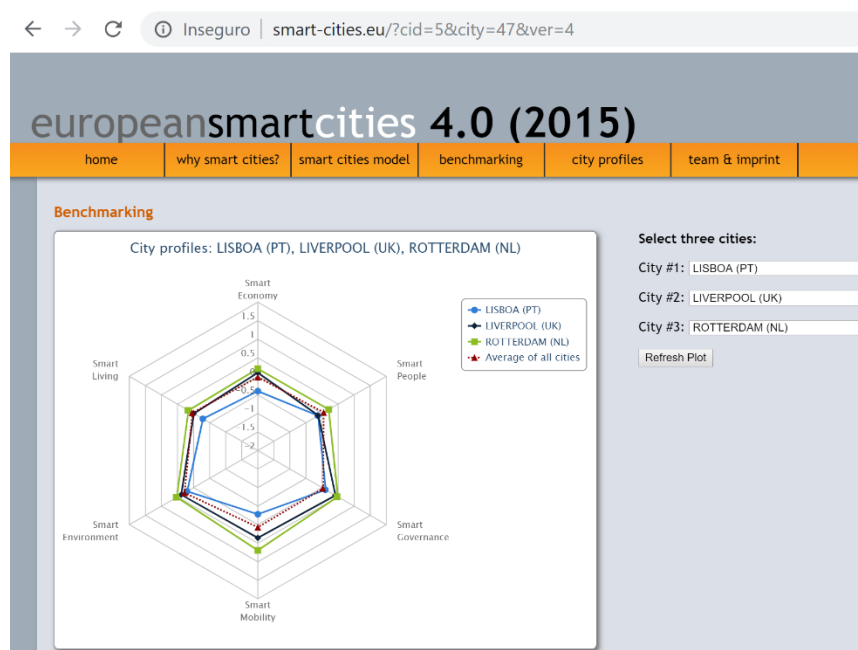 Inseguro | smart-cities.eu/?cid=5&city=47&ver=4
europeansmartcities 4.0 (2015)
home why smart cities? smart cities model benchmarking city profiles team & imprint
Benchmarking
City profiles: LISBOA (PT), LIVERPOOL (UK), ROTTERDAM (NL)
Smart
Economy
1.5
1
0.5
0
-0.5
-1
-1.5
-2
Smart
People
Smart
Governance
Smart
Mobility
Smart
Environment
Smart
Living
LISBOA (PT)
LIVERPOOL (UK)
ROTTERDAM (NL)
Average of all cities
Select three cities:
City #1: LISBOA (PT)
City #2: LIVERPOOL (UK)
City #3: ROTTERDAM (NL)
Refresh Plot